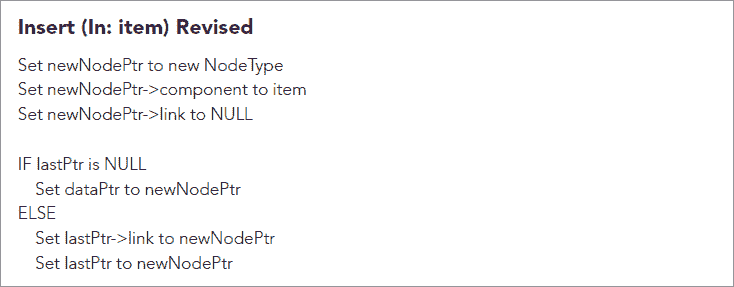 Insert (In: item) Revised
Set newNodePtr to new NodeType
Set newNodePtr->component to item
Set newNodePtr->link to NULL
IF lastPtr is NULL
Set dataPtr to newNodePtr
ELSE
Set lastPtr->link to newNodePtr
Set lastPtr to newNodePtr